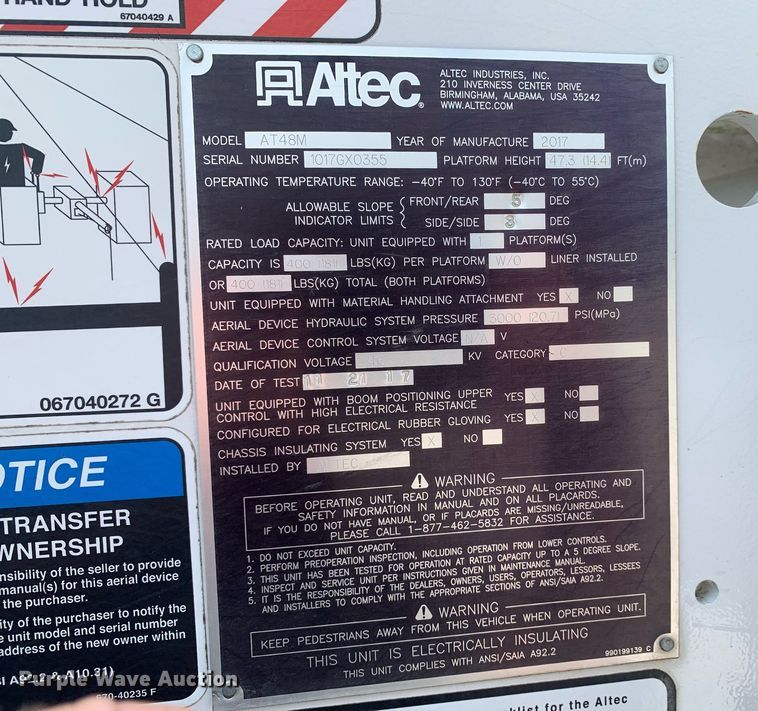 HAND HOLD
67040429 A
067040272 G
NOTICE
TRANSFER
WNERSHIP
nsibility of the seller to provide
manual(s) for this aerial device
the purchaser.
ity of the purchaser to notify the
e unit model and serial number
address of the new owner within
SI A92.2 & A10.31)
970-40235 F
Purple Wave Auction
Altec
ALTEC INDUSTRIES, INC.
210 INVERNESS CENTER DRIVE
BIRMINGHAM, ALABAMA, USA 35242
WWW.ALTEC.COM
MODEL AT48M YEAR OF MANUFACTURE 2017
SERIAL NUMBER 1017GX0355 PLATFORM HEIGHT 47.3 (14.4) FT(m)
OPERATING TEMPERATURE RANGE: -40°F TO 130°F (-40°C TO 55°C)
ALLOWABLE SLOPE INDICATOR LIMITS
FRONT/REAR 5 DEG
SIDE/SIDE 3 DEG
RATED LOAD CAPACITY: UNIT EQUIPPED WITH 1 PLATFORM(S)
CAPACITY IS 400 (181) LBS(KG) PER PLATFORM W/O LINER INSTALLED
OR 400 (181) LBS(KG) TOTAL (BOTH PLATFORMS)
UNIT EQUIPPED WITH MATERIAL HANDLING ATTACHMENT YES X NO
AERIAL DEVICE HYDRAULIC SYSTEM PRESSURE 3000 (20.7) PSI(MPa)
AERIAL DEVICE CONTROL SYSTEM VOLTAGE N/A V
QUALIFICATION VOLTAGE KV CATEGORY C
DATE OF TEST 11 21 17
UNIT EQUIPPED WITH BOOM POSITIONING UPPER
CONTROL WITH HIGH ELECTRICAL RESISTANCE YES X NO
CONFIGURED FOR ELECTRICAL RUBBER GLOVING YES X NO
CHASSIS INSULATING SYSTEM YES X NO
INSTALLED BY ALTEC
WARNING
BEFORE OPERATING UNIT, READ AND UNDERSTAND ALL OPERATING AND
SAFETY INFORMATION IN MANUAL AND ON ALL PLACARDS.
IF YOU DO NOT HAVE MANUAL, OR IF PLACARDS ARE MISSING/UNREADABLE,
PLEASE CALL 1-877-462-5832 FOR ASSISTANCE.
1. DO NOT EXCEED UNIT CAPACITY.
2. PERFORM PREOPERATION INSPECTION, INCLUDING OPERATION FROM LOWER CONTROLS.
3. THIS UNIT HAS BEEN TESTED FOR OPERATION AT RATED CAPACITY UP TO A 5 DEGREE SLOPE.
4. INSPECT AND SERVICE UNIT PER INSTRUCTIONS GIVEN IN MAINTENANCE MANUAL.
5. IT IS THE RESPONSIBILITY OF THE DEALERS, OWNERS, USERS, OPERATORS, LESSORS, LESSEES
AND INSTALLERS TO COMPLY WITH THE APPROPRIATE SECTIONS OF ANSI/SAIA A92.2.
WARNING
KEEP PEDESTRIANS AWAY FROM THIS VEHICLE WHEN OPERATING UNIT.
THIS UNIT IS ELECTRICALLY INSULATING
THIS UNIT COMPLIES WITH ANSI/SAIA A92.2
990199139 C
klist for the Altec